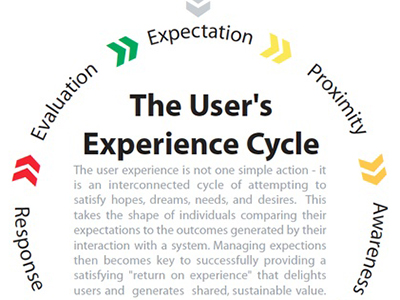 Expectation
Evaluation
Proximity
The User's
Experience Cycle
The user experience is not one simple action - it
is an interconnected cycle of attempting to
satisfy hopes, dreams, needs, and desires. This
takes the shape of individuals comparing their
expectations to the outcomes generated by their
interaction with a system. Managing expections
then becomes key to successfully providing a
satisfying "return on experience" that delights
users and generates shared, sustainable value.
Response
Awareness